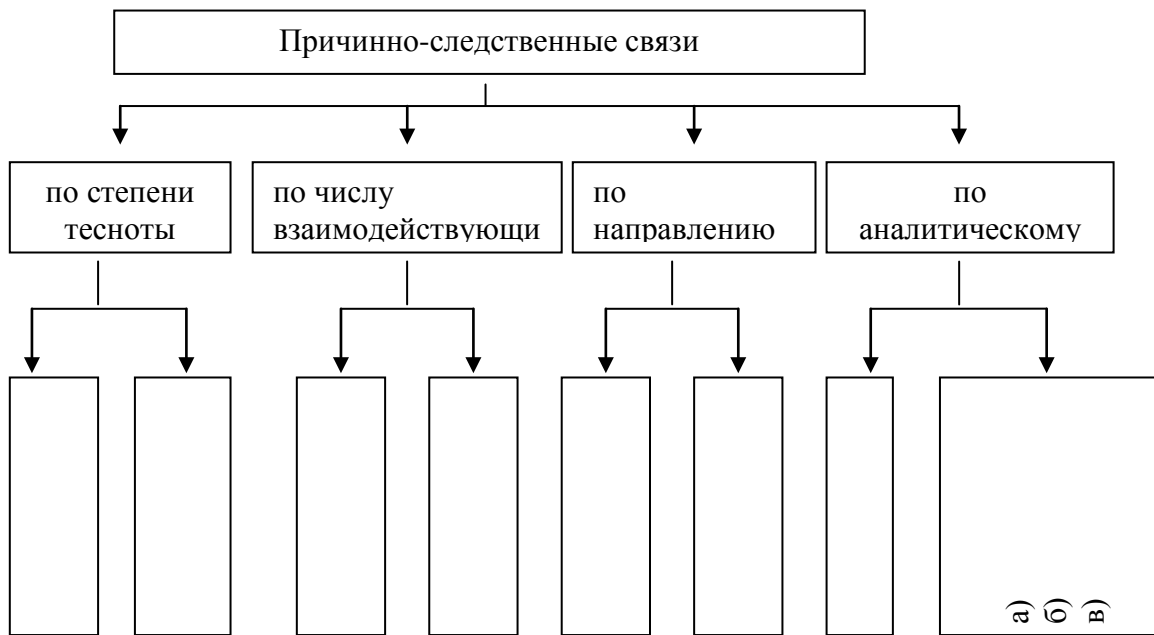 Причинно-следственные связи
по степени
тесноты
по числу
взаимодействующи
по
направлению
по
аналитическому
а)
б)
в)